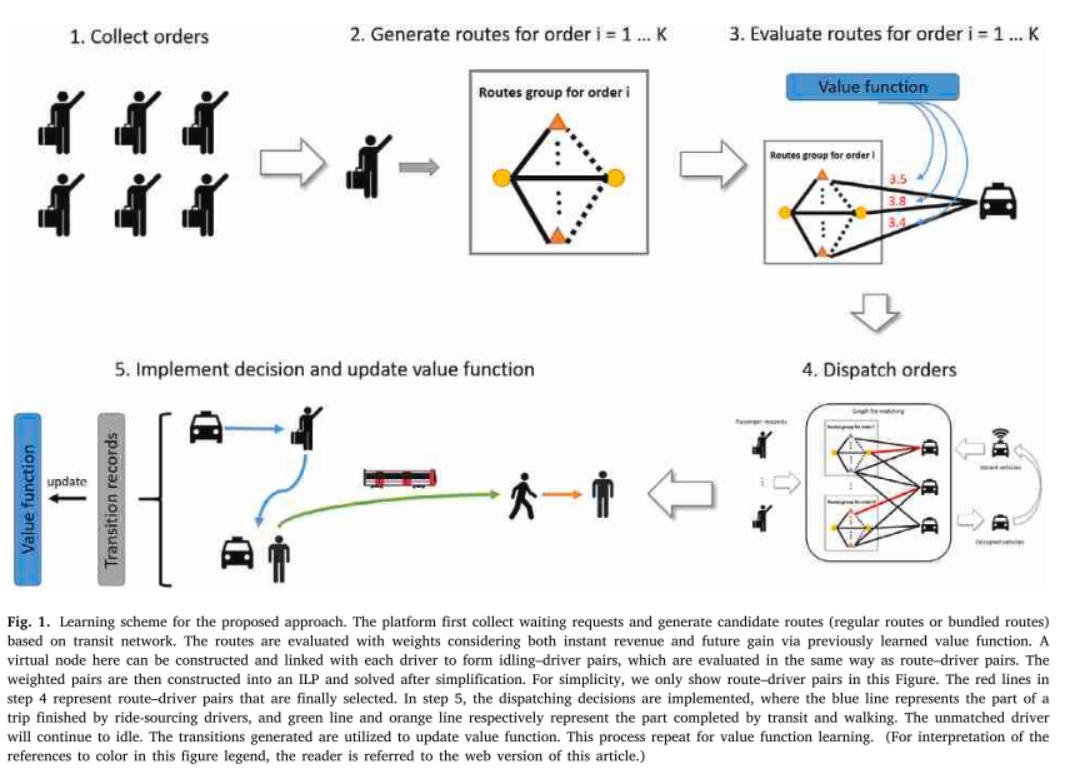 1. Collect orders
2. Generate routes for order i = 1 ... K
3. Evaluate routes for order i = 1 ... K
Routes group for order i
Value function
Routes group for order i
3.5
3.8
3.4
5. Implement decision and update value function
4. Dispatch orders
Value function
update
Transition records
Passenger requests
Graph for matching
Routes group for order
Routes group for order
Vacant vehicles
Occupied vehicles
Fig. 1. Learning scheme for the proposed approach. The platform first collect waiting requests and generate candidate routes (regular routes or bundled routes)
based on transit network. The routes are evaluated with weights considering both instant revenue and future gain via previously learned value function. A
virtual node here can be constructed and linked with each driver to form idling–driver pairs, which are evaluated in the same way as route–driver pairs. The
weighted pairs are then constructed into an ILP and solved after simplification. For simplicity, we only show route–driver pairs in this Figure. The red lines in
step 4 represent route–driver pairs that are finally selected. In step 5, the dispatching decisions are implemented, where the blue line represents the part of a
trip finished by ride-sourcing drivers, and green line and orange line respectively represent the part completed by transit and walking. The unmatched driver
will continue to idle. The transitions generated are utilized to update value function. This process repeat for value function learning. (For interpretation of the
references to color in this figure legend, the reader is referred to the web version of this article.)